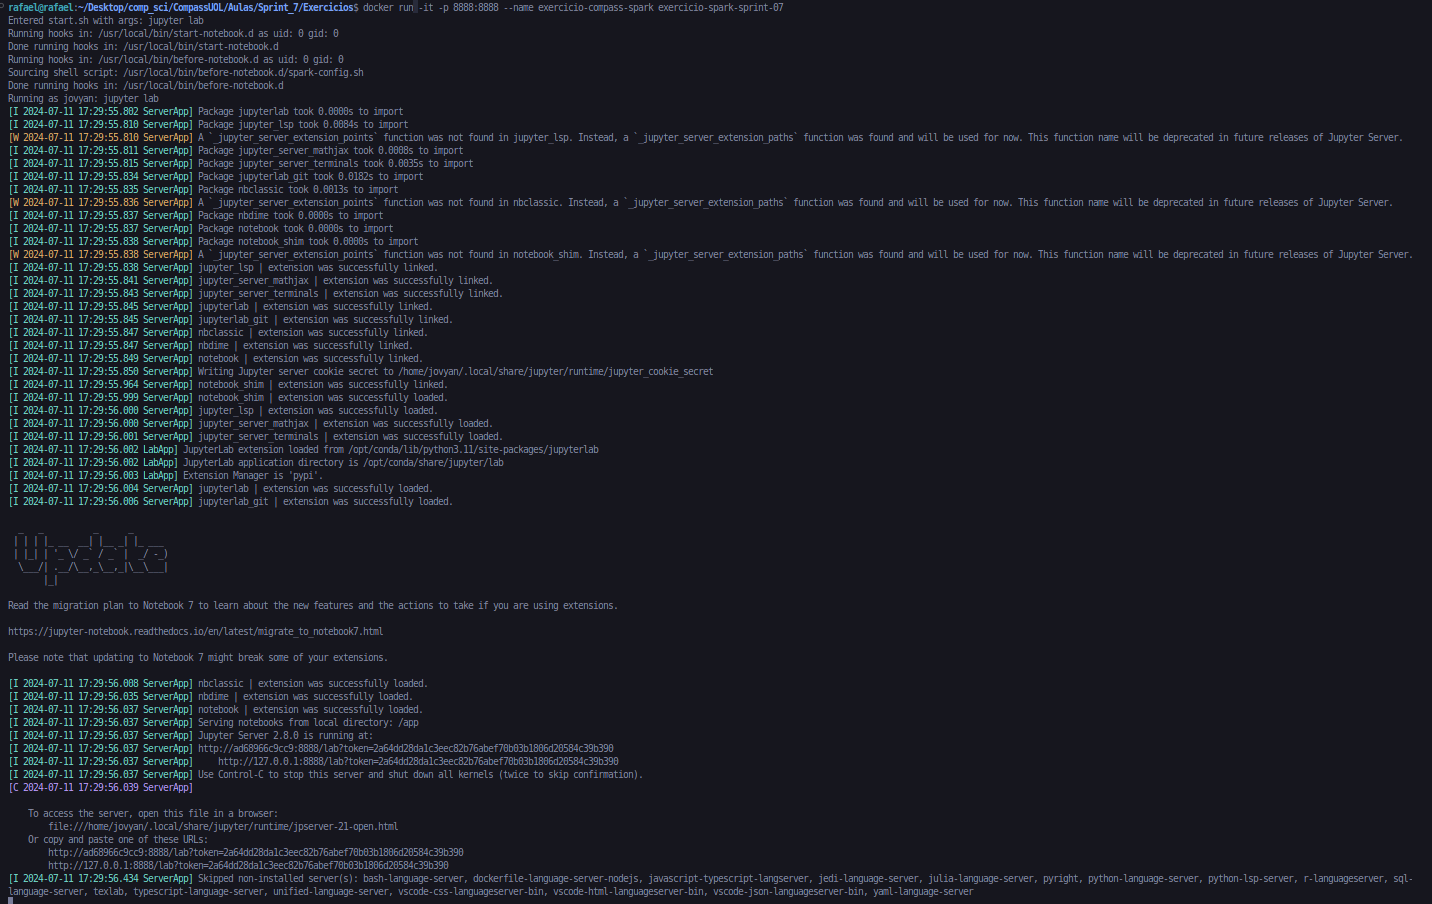 rafael@rafael:~/Desktop/comp_sci/CompassUOL/Aulas/Sprint_7/Exercicios$ docker run -it -p 8888:8888 --name exercicio-compass-spark exercicio-spark-sprint-07
Entered start.sh with args: jupyter lab
Running hooks in: /usr/local/bin/start-notebook.d as uid: 0 gid: 0
Done running hooks in: /usr/local/bin/start-notebook.d
Running hooks in: /usr/local/bin/before-notebook.d as uid: 0 gid: 0
Sourcing shell script: /usr/local/bin/before-notebook.d/spark-config.sh
Done running hooks in: /usr/local/bin/before-notebook.d
Running as jovyan: jupyter lab
[I 2024-07-11 17:29:55.802 ServerApp] Package jupyterlab took 0.0000s to import
[I 2024-07-11 17:29:55.810 ServerApp] Package jupyter_lsp took 0.0084s to import
[W 2024-07-11 17:29:55.810 ServerApp] A `_jupyter_server_extension_points` function was not found in jupyter_lsp. Instead, a `_jupyter_server_extension_paths` function was found and will be used for now. This function name will be deprecated in future releases of Jupyter Server.
[I 2024-07-11 17:29:55.811 ServerApp] Package jupyter_server_mathjax took 0.0008s to import
[I 2024-07-11 17:29:55.815 ServerApp] Package jupyter_server_terminals took 0.0035s to import
[I 2024-07-11 17:29:55.834 ServerApp] Package jupyterlab_git took 0.0182s to import
[I 2024-07-11 17:29:55.835 ServerApp] Package nbclassic took 0.0013s to import
[W 2024-07-11 17:29:55.836 ServerApp] A `_jupyter_server_extension_points` function was not found in nbclassic. Instead, a `_jupyter_server_extension_paths` function was found and will be used for now. This function name will be deprecated in future releases of Jupyter Server.
[I 2024-07-11 17:29:55.837 ServerApp] Package nbdime took 0.0000s to import
[I 2024-07-11 17:29:55.837 ServerApp] Package notebook took 0.0000s to import
[I 2024-07-11 17:29:55.838 ServerApp] Package notebook_shim took 0.0000s to import
[W 2024-07-11 17:29:55.838 ServerApp] A `_jupyter_server_extension_points` function was not found in notebook_shim. Instead, a `_jupyter_server_extension_paths` function was found and will be used for now. This function name will be deprecated in future releases of Jupyter Server.
[I 2024-07-11 17:29:55.838 ServerApp] jupyter_lsp | extension was successfully linked.
[I 2024-07-11 17:29:55.841 ServerApp] jupyter_server_mathjax | extension was successfully linked.
[I 2024-07-11 17:29:55.843 ServerApp] jupyter_server_terminals | extension was successfully linked.
[I 2024-07-11 17:29:55.845 ServerApp] jupyterlab | extension was successfully linked.
[I 2024-07-11 17:29:55.845 ServerApp] jupyterlab_git | extension was successfully linked.
[I 2024-07-11 17:29:55.847 ServerApp] nbclassic | extension was successfully linked.
[I 2024-07-11 17:29:55.847 ServerApp] nbdime | extension was successfully linked.
[I 2024-07-11 17:29:55.849 ServerApp] notebook | extension was successfully linked.
[I 2024-07-11 17:29:55.850 ServerApp] Writing Jupyter server cookie secret to /home/jovyan/.local/share/jupyter/runtime/jupyter_cookie_secret
[I 2024-07-11 17:29:55.964 ServerApp] notebook_shim | extension was successfully linked.
[I 2024-07-11 17:29:55.999 ServerApp] notebook_shim | extension was successfully loaded.
[I 2024-07-11 17:29:56.000 ServerApp] jupyter_lsp | extension was successfully loaded.
[I 2024-07-11 17:29:56.000 ServerApp] jupyter_server_mathjax | extension was successfully loaded.
[I 2024-07-11 17:29:56.001 ServerApp] jupyter_server_terminals | extension was successfully loaded.
[I 2024-07-11 17:29:56.002 LabApp] JupyterLab extension loaded from /opt/conda/lib/python3.11/site-packages/jupyterlab
[I 2024-07-11 17:29:56.002 LabApp] JupyterLab application directory is /opt/conda/share/jupyter/lab
[I 2024-07-11 17:29:56.003 LabApp] Extension Manager is 'pypi'.
[I 2024-07-11 17:29:56.004 ServerApp] jupyterlab | extension was successfully loaded.
[I 2024-07-11 17:29:56.006 ServerApp] jupyterlab_git | extension was successfully loaded.
  _   _          _      _
 | | | |_ __  __| |__ _| |_ ___
 | |_| | '_ \/ _` / _` |  _/ -_)
  \___/| .__/\__,_\__,_|\__\___|
       |_|
Read the migration plan to Notebook 7 to learn about the new features and the actions to take if you are using extensions.
https://jupyter-notebook.readthedocs.io/en/latest/migrate_to_notebook7.html
Please note that updating to Notebook 7 might break some of your extensions.
[I 2024-07-11 17:29:56.008 ServerApp] nbclassic | extension was successfully loaded.
[I 2024-07-11 17:29:56.035 ServerApp] nbdime | extension was successfully loaded.
[I 2024-07-11 17:29:56.037 ServerApp] notebook | extension was successfully loaded.
[I 2024-07-11 17:29:56.037 ServerApp] Serving notebooks from local directory: /app
[I 2024-07-11 17:29:56.037 ServerApp] Jupyter Server 2.8.0 is running at:
[I 2024-07-11 17:29:56.037 ServerApp] http://ad68966c9cc9:8888/lab?token=2a64dd28da1c3eec82b76abef70b03b1806d20584c39b390
[I 2024-07-11 17:29:56.037 ServerApp]     http://127.0.0.1:8888/lab?token=2a64dd28da1c3eec82b76abef70b03b1806d20584c39b390
[I 2024-07-11 17:29:56.037 ServerApp] Use Control-C to stop this server and shut down all kernels (twice to skip confirmation).
[C 2024-07-11 17:29:56.039 ServerApp]
    To access the server, open this file in a browser:
        file:///home/jovyan/.local/share/jupyter/runtime/jpserver-21-open.html
    Or copy and paste one of these URLs:
        http://ad68966c9cc9:8888/lab?token=2a64dd28da1c3eec82b76abef70b03b1806d20584c39b390
        http://127.0.0.1:8888/lab?token=2a64dd28da1c3eec82b76abef70b03b1806d20584c39b390
[I 2024-07-11 17:29:56.434 ServerApp] Skipped non-installed server(s): bash-language-server, dockerfile-language-server-nodejs, javascript-typescript-langserver, jedi-language-server, julia-language-server, pyright, python-language-server, python-lsp-server, r-languageserver, sql-
language-server, texlab, typescript-language-server, unified-language-server, vscode-css-languageserver-bin, vscode-html-languageserver-bin, vscode-json-languageserver-bin, yaml-language-server